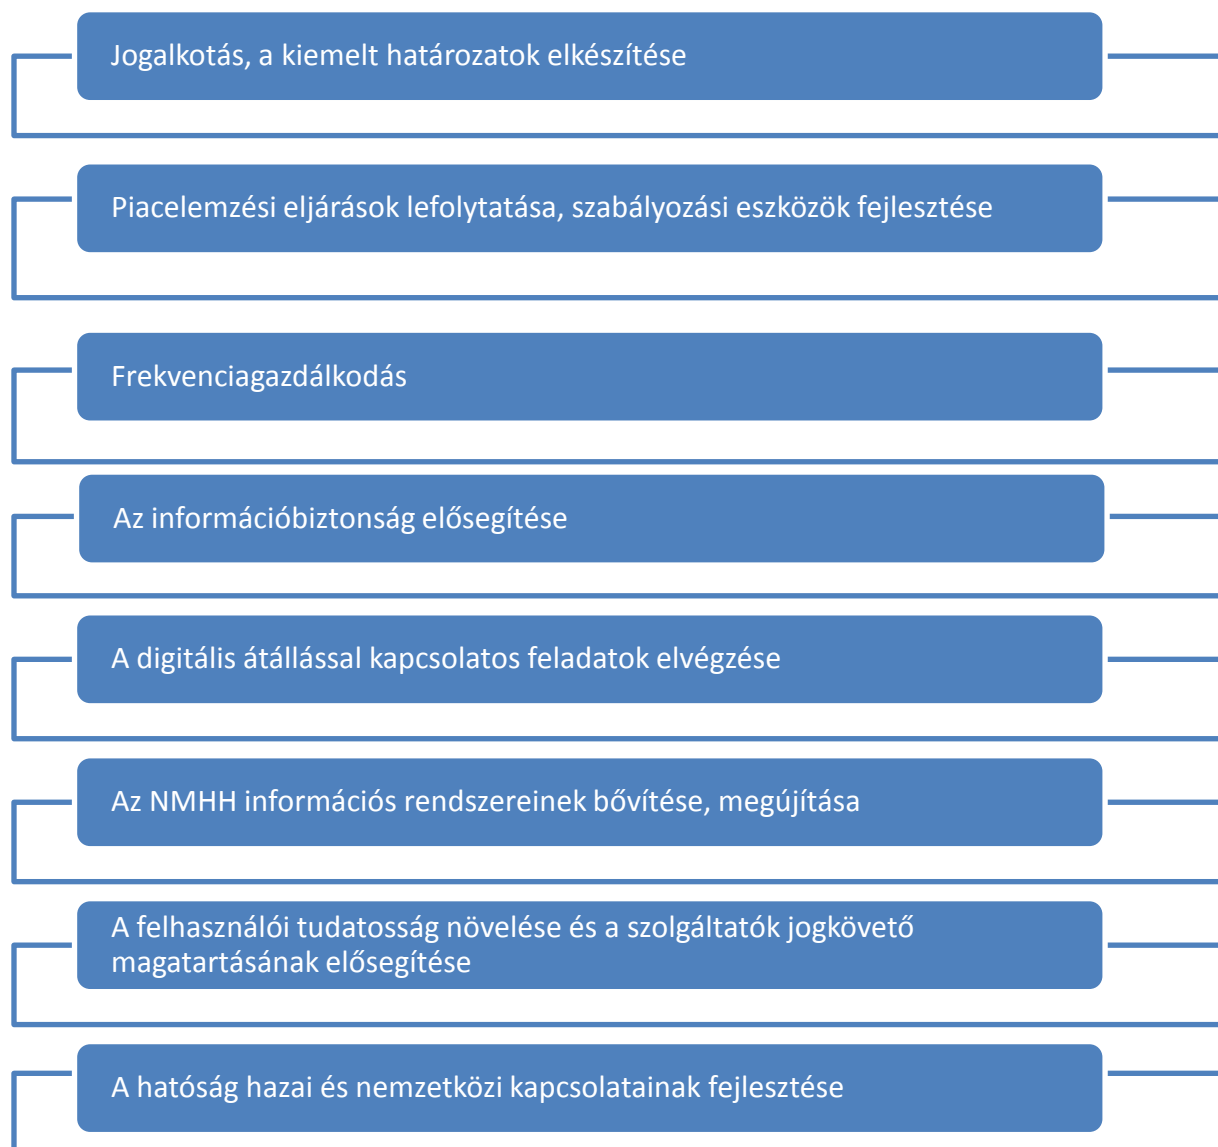 Jogalkotás, a kiemelt határozatok elkészítése
Piacelemzési eljárások lefolytatása, szabályozási eszközök fejlesztése
Frekvenciagazdálkodás
Az információbiztonság elősegítése
A digitális átállással kapcsolatos feladatok elvégzése
Az NMHH információs rendszereinek bővítése, megújítása
A felhasználói tudatosság növelése és a szolgáltatók jogkövető
magatartásának elősegítése
A hatóság hazai és nemzetközi kapcsolatainak fejlesztése